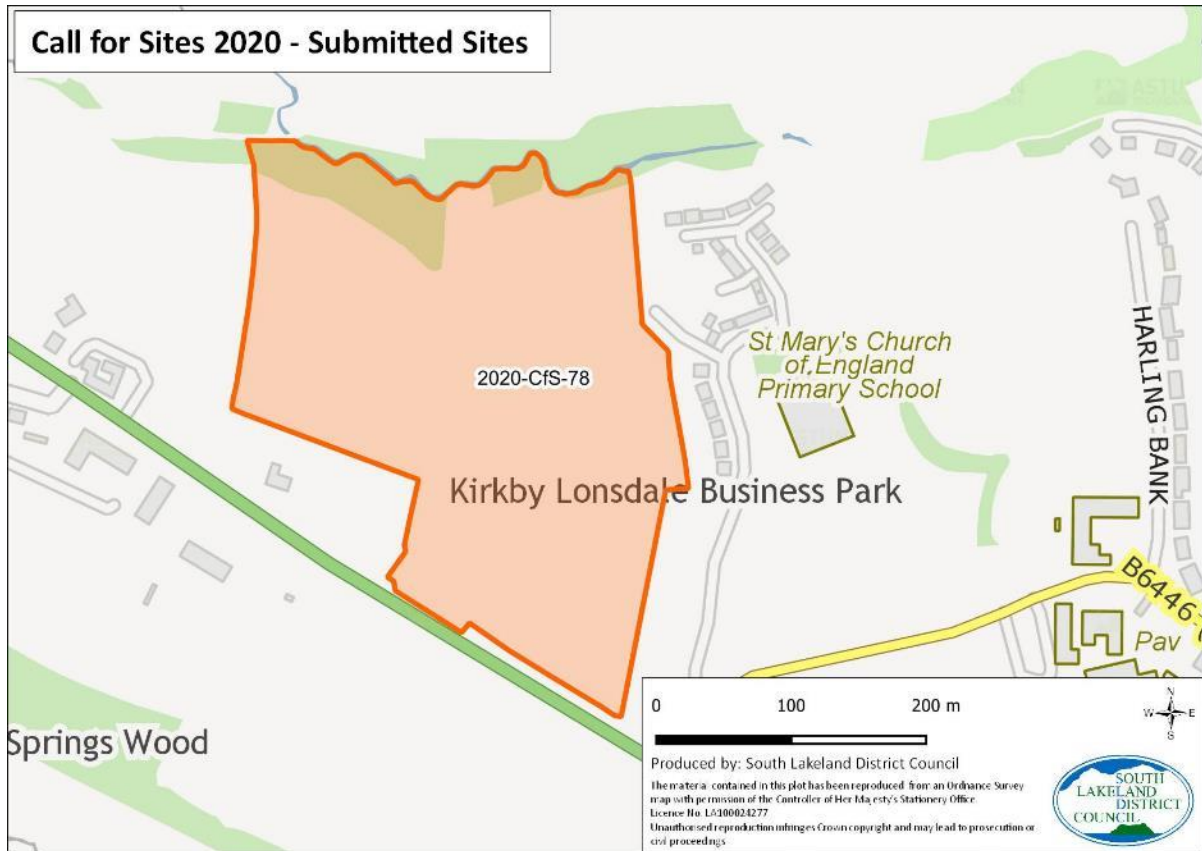 Call for Sites 2020 - Submitted Sites
2020-CfS-78
St Mary's Church
of England
Primary School
HARLING BANK
Kirkby Lonsdale Business Park
B6446
Pav
Springs Wood
0 100 200 m
N
W E
S
Produced by: South Lakeland District Council
The material contained in this plot has been reproduced from an Ordnance Survey
map with permission of the Controller of Her Majesty's Stationery Office.
Licence No. LA100024277
Unauthorised reproduction infringes Crown copyright and may lead to prosecution or
civil proceedings
SOUTH
LAKELAND
DISTRICT
COUNCIL